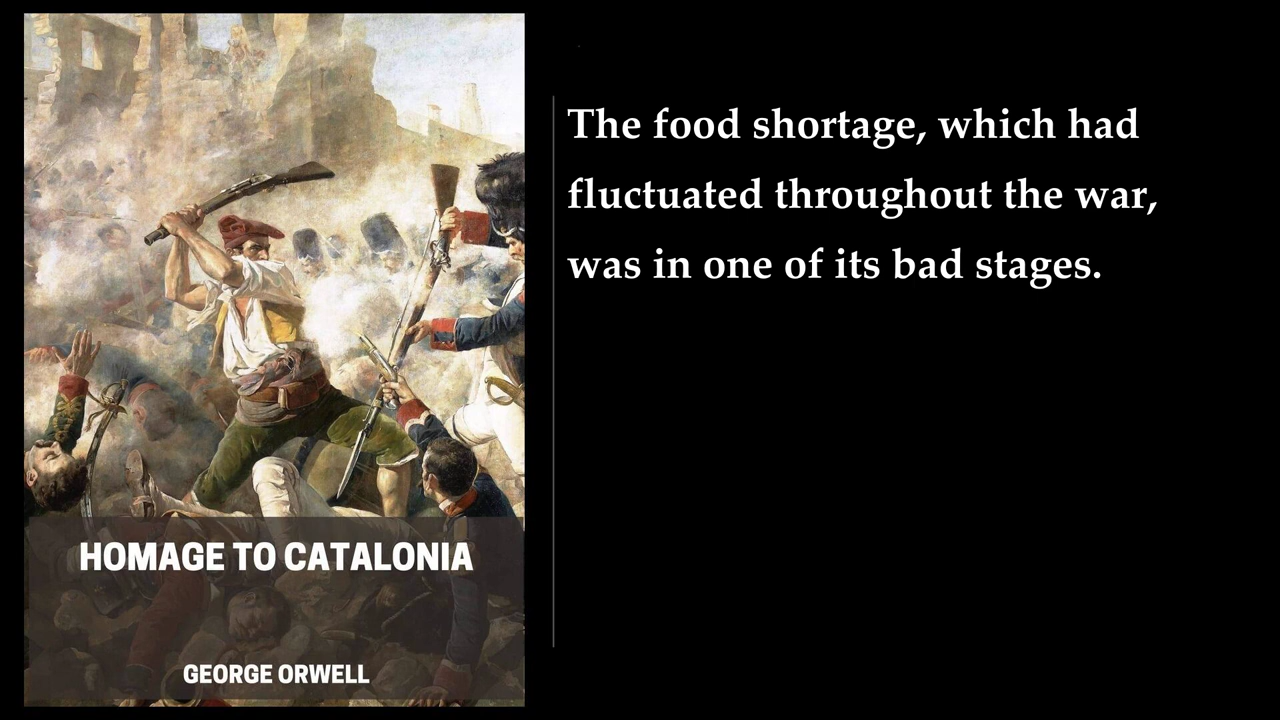 The food shortage, which had
fluctuated throughout the war,
was in one of its bad stages.
HOMAGE TO CATALONIA
GEORGE ORWELL